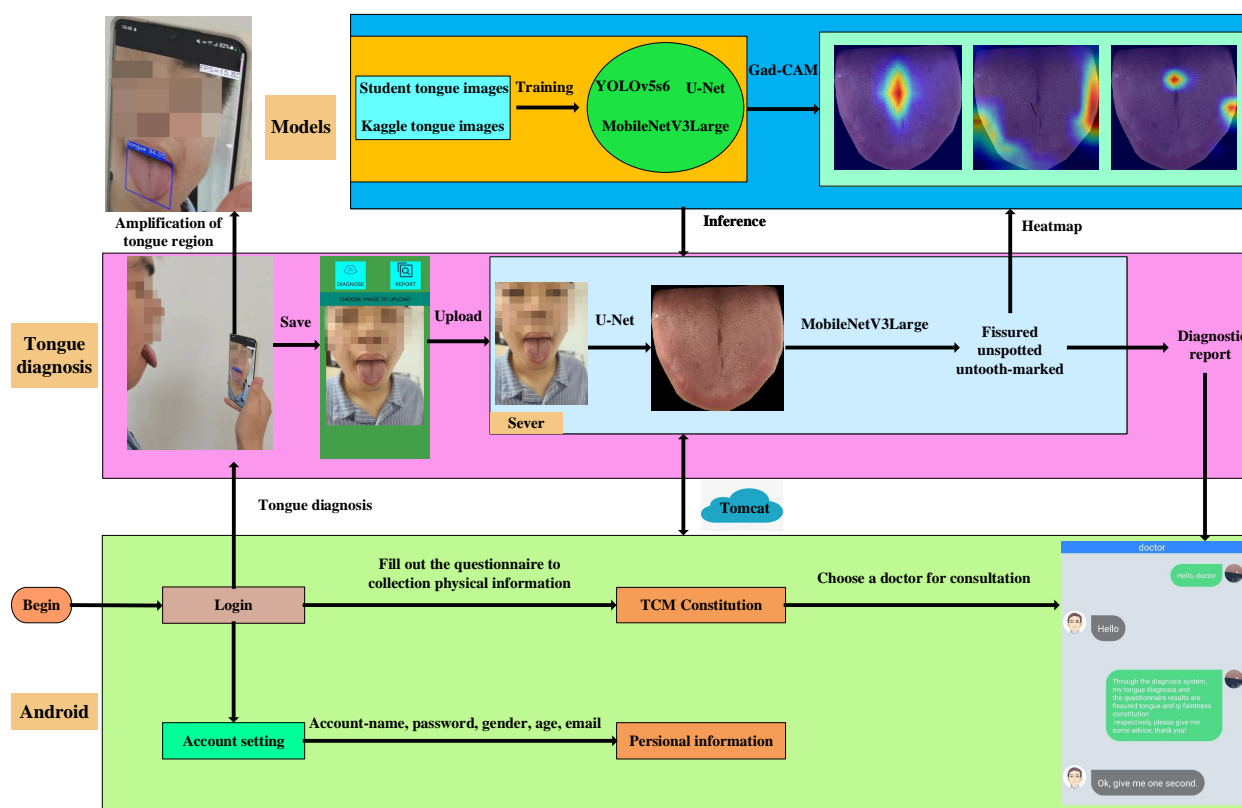 Models
Student tongue images
Kaggle tongue images
Training
YOLOv5s6
U-Net
MobileNetV3Large
Gad-CAM
tongue 94.0%
Amplification of
tongue region
Inference
Heatmap
Tongue
diagnosis
Save
DIAGNOSE
REPORT
CHOOSE IMAGE TO UPLOAD
Upload
Sever
U-Net
MobileNetV3Large
Fissured
unspotted
untooth-marked
Diagnostic
report
Tongue diagnosis
Tomcat
Android
Begin
Login
Fill out the questionnaire to
collection physical information
TCM Constitution
Choose a doctor for consultation
Account setting
Account-name, password, gender, age, email
Persional information
doctor
Hello, doctor
Hello
Through the diagnosis system,
my tongue diagnosis and
the questionnaire results are
fissured tongue and qi faintness
constitution
respectively, please give me
some advice, thank you!
Ok, give me one second.